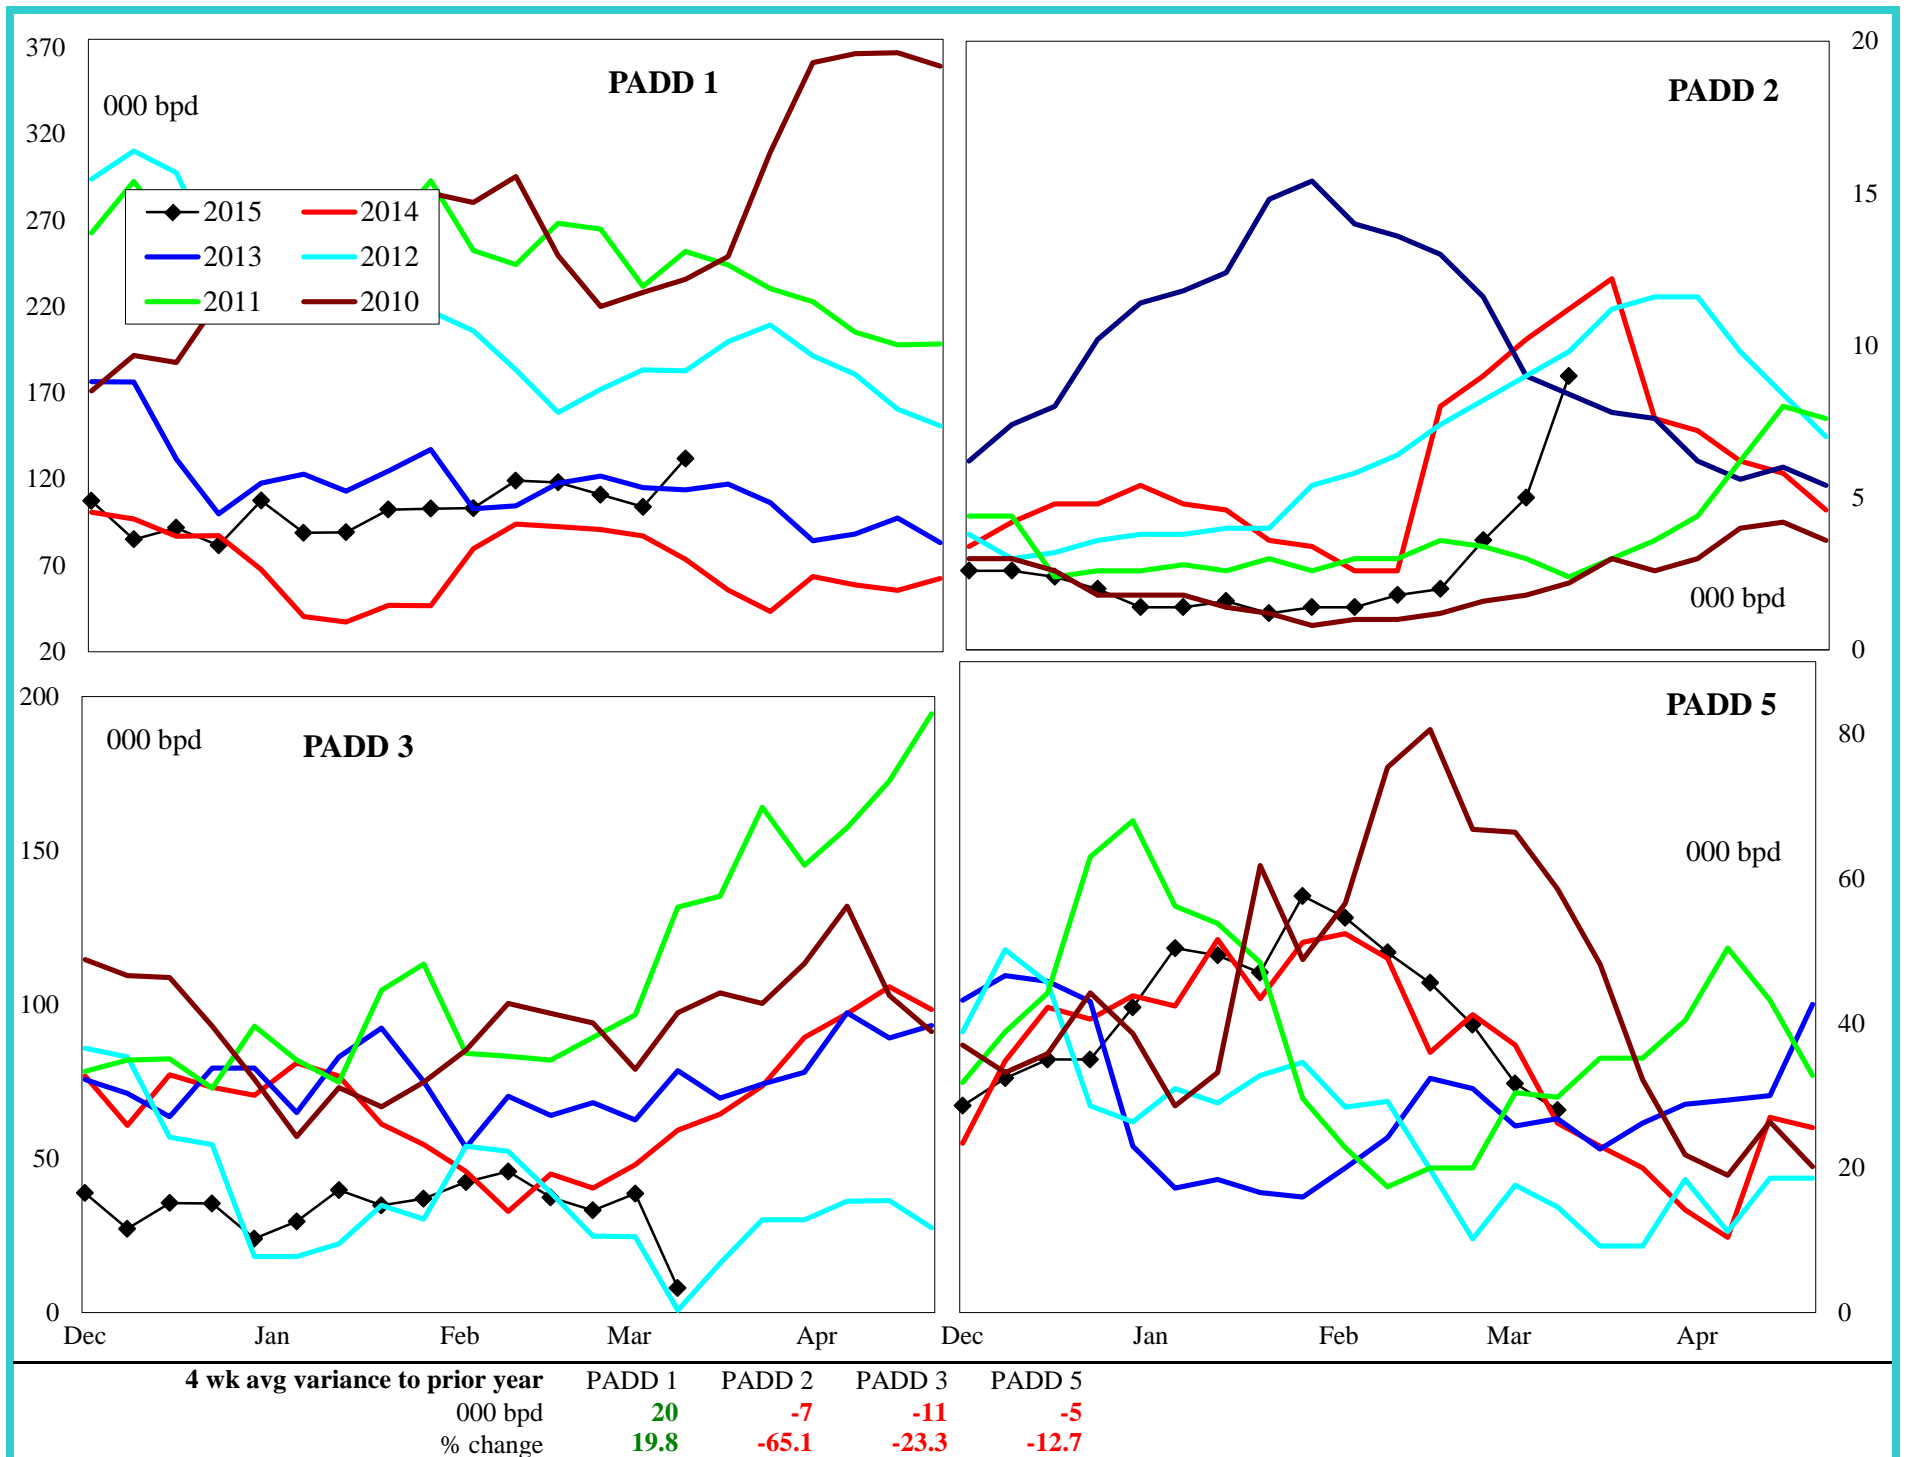 370
320
270
220
170
120
70
20
PADD 1
000 bpd
2015 2014
2013 2012
2011 2010
20
15
10
5
0
PADD 2
000 bpd
200
150
100
50
0
000 bpd
PADD 3
Dec Jan Feb Mar Apr
PADD 5
000 bpd
80
60
40
20
0
Dec Jan Feb Mar Apr
4 wk avg variance to prior year PADD 1 PADD 2 PADD 3 PADD 5
000 bpd 20 -7 -11 -5
% change 19.8 -65.1 -23.3 -12.7